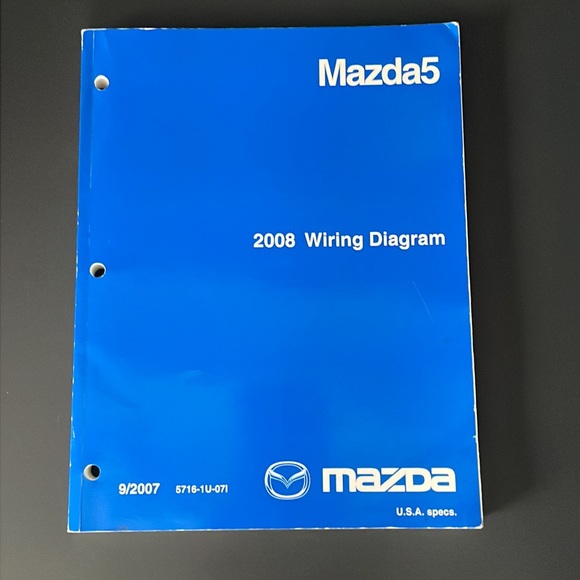 Mazda5
2008 Wiring Diagram
9/2007 5716-1U-07I mazda
U.S.A. specs.